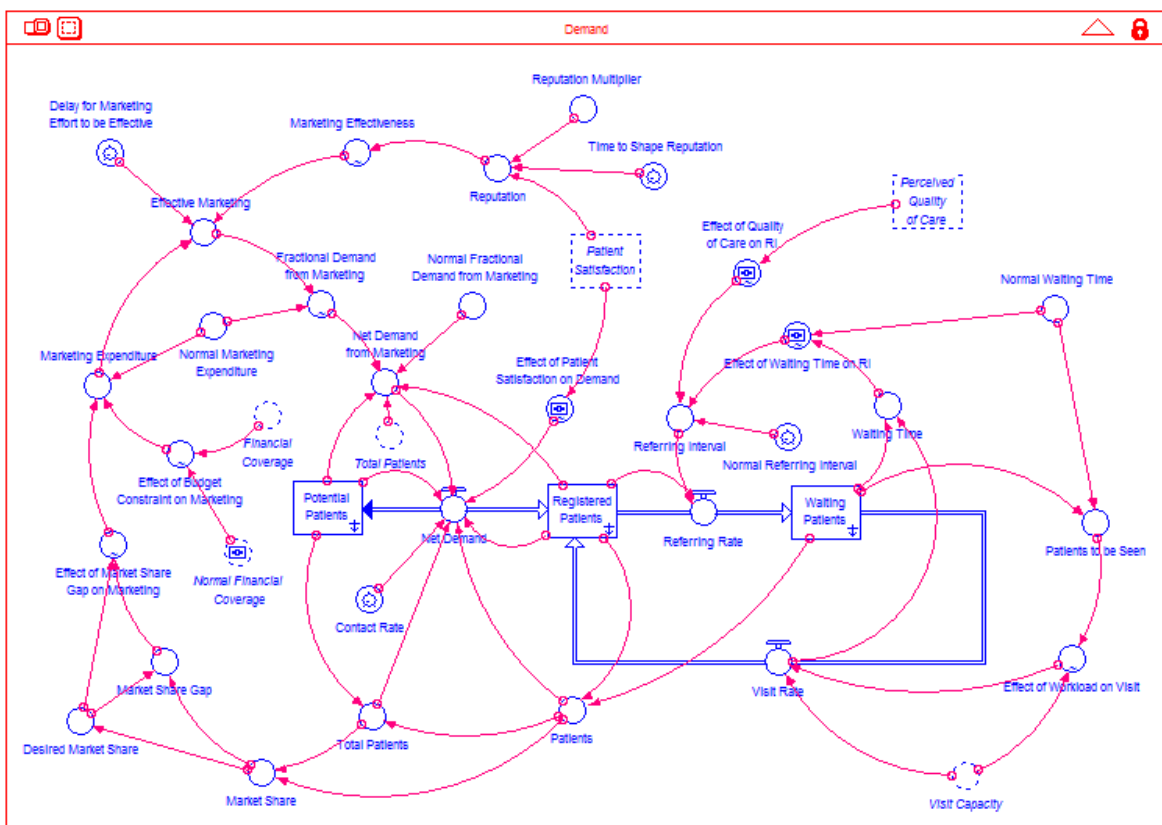 Demand
Reputation Multiplier
Delay for Marketing
Effort to be Effective
Marketing Effectiveness
Time to Shape Reputation
Reputation
Perceived
Quality
of Care
Effective Marketing
Effect of Quality
of Care on RI
Patient
Satisfaction
Fractional Demand
from Marketing
Normal Fractional
Demand from Marketing
Normal Waiting Time
Net Demand
from Marketing
Marketing Expenditure
Normal Marketing
Expenditure
Effect of Patient
Satisfaction on Demand
Effect of Waiting Time on RI
Financial
Coverage
Total Patients
Referring Interval
Waiting Time
Normal Referring Interval
Effect of Budget
Constraint on Marketing
Potential
Patients
Registered
Patients
Waiting
Patients
Net Demand
Referring Rate
Patients to be Seen
Effect of Market Share
Gap on Marketing
Normal Financial
Coverage
Contact Rate
Market Share Gap
Visit Rate
Effect of Workload on Visit
Desired Market Share
Total Patients
Patients
Market Share
Visit Capacity